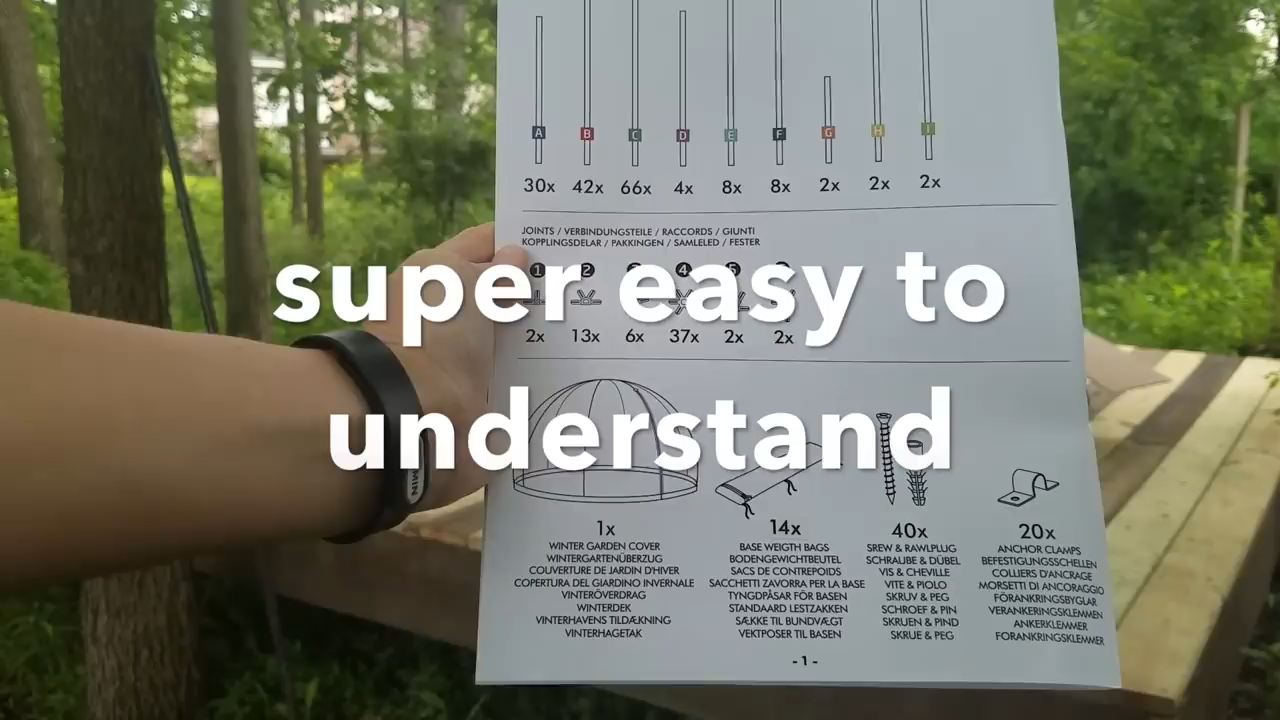 A B C D E F G H I
30x 42x 66x 4x 8x 8x 2x 2x 2x
JOINTS / VERBINDUNGSTEILE / RACCORDS / GIUNTI
KOPPLINGSDELAR / PAKKINGEN / SAMLELED / FESTER
1 2 4
super easy to
2x 13x 6x 37x 2x 2x
understand
MIN
1x
WINTER GARDEN COVER
WINTERGARTENÜBERZUG
COUVERTURE DE JARDIN D'HIVER
COPERTURA DEL GIARDINO INVERNALE
VINTERÖVERDRAG
WINTERDEK
VINTERHAVENS TILDÆKNING
VINTERHAGETAK
14x
BASE WEIGTH BAGS
BODENGEWICHTBEUTEL
SACS DE CONTREPOIDS
SACCHETTI ZAVORRA PER LA BASE
TYNGDPÅSAR FÖR BASEN
STANDAARD LESTZAKKEN
SÆKKE TIL BUNDVÆGT
VEKTPOSER TIL BASEN
40x
SREW & RAWLPLUG
SCHRAUBE & DÜBEL
VIS & CHEVILLE
VITE & PIOLO
SKRUV & PEG
SCHROEF & PIN
SKRUEN & PIND
SKRUE & PEG
20x
ANCHOR CLAMPS
BEFESTIGUNGSSCHELLEN
COLLIERS D'ANCRAGE
MORSETTI DI ANCORAGGIO
FÖRANKRINGSBYGLAR
VERANKERINGSKLEMMEN
ANKERKLEMMER
FORANKRINGSKLEMMER
- 1 -